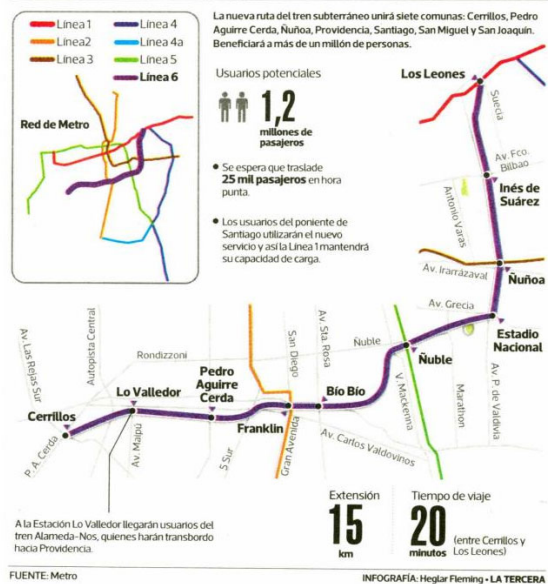 Línea 1
Línea2
Línea 3
Línea 4
Línea 4a
Línea 5
Línea 6
Red de Metro
La nueva ruta del tren subterráneo unirá siete comunas: Cerrillos, Pedro
Aguirre Cerda, Ñuñoa, Providencia, Santiago, San Miguel y San Joaquín.
Beneficiará a más de un millón de personas.
Usuarios potenciales
1,2
millones de
pasajeros
• Se espera que traslade
25 mil pasajeros en hora
punta.
• Los usuarios del poniente de
Santiago utilizarán el nuevo
servicio y así la Línea 1 mantendrá
su capacidad de carga.
Los Leones
Suecia
Av. Fco.
Bilbao
Inés de
Suárez
Antonio Varas
Av. Irarrázaval
Ñuñoa
Av. Grecia
Estadio
Nacional
Av. P. de Valdivia
Marathon
V. Mackenna
Ñuble
Ñuble
Av. Sta. Rosa
San Diego
Bío Bío
Av. Carlos Valdovinos
Gran Avenida
Franklin
Rondizzoni
Pedro
Aguirre
Cerda
5 Sur
Autopista Central
Lo Valledor
Av. Maipú
Av. Las Rejas Sur
Cerrillos
P. A. Cerda
A la Estación Lo Valledor llegarán usuarios del
tren Alameda-Nos, quienes harán transbordo
hacia Providencia.
Extensión
15
km
Tiempo de viaje
20
minutos
(entre Cerrillos y
Los Leones)
FUENTE: Metro
INFOGRAFÍA: Heglar Fleming • LA TERCERA